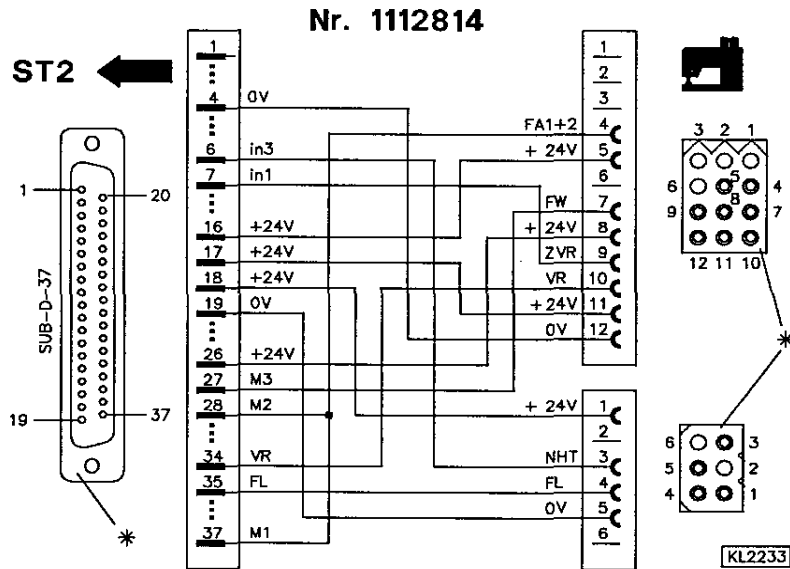 Nr. 1112814
ST2
1
4 0V
6 in3
7 in1
16 +24V
17 +24V
18 +24V
19 0V
26 +24V
27 M3
28 M2
34 VR
35 FL
37 M1
1
2
3
FA1+2 4
+ 24V 5
6
FW 7
+ 24V 8
ZVR 9
VR 10
+24V 11
0V 12
+ 24V 1
2
NHT 3
FL 4
0V 5
6
1 20
SUB-D-37
19 37
*
3 2 1
6 5 4
9 8 7
12 11 10
*
6 3
5 2
4 1
KL2233